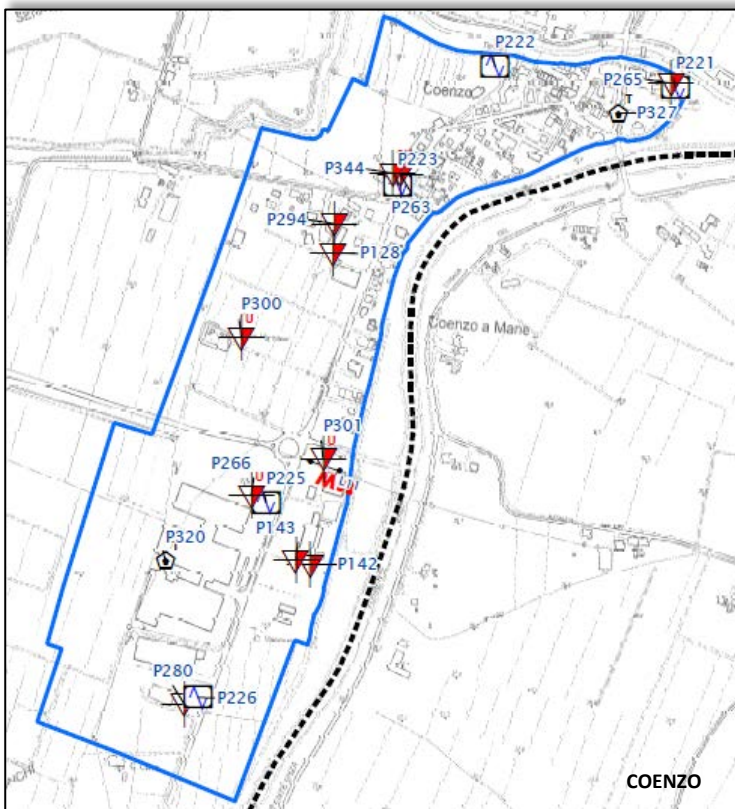 P222
P221
Coenzo
P265
T
P327
P223
P344
P263
P294
P128
P300
U
Coenzo a Mane
P301
U
P266
U
P225
W
L11
P143
P320
T
P142
P280
P226
COENZO